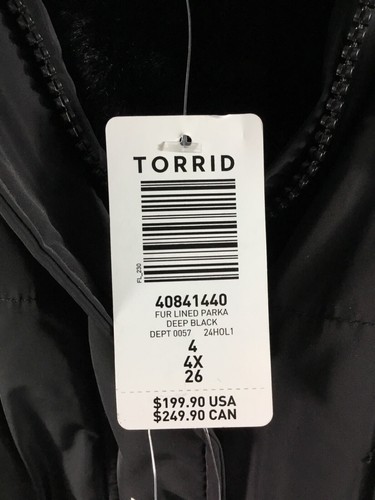 TORRID
FL_230
40841440
FUR LINED PARKA
DEEP BLACK
DEPT 0057 24HOL1
4
4X
26
$199.90 USA
$249.90 CAN